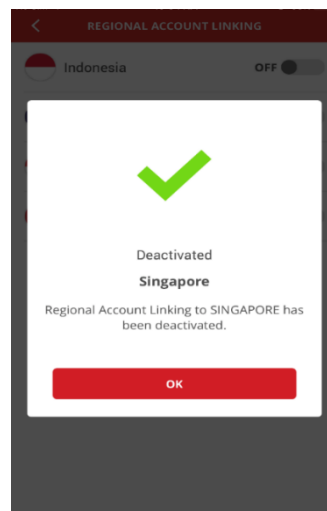 REGIONAL ACCOUNT LINKING
Indonesia OFF
Deactivated
Singapore
Regional Account Linking to SINGAPORE has
been deactivated.
OK